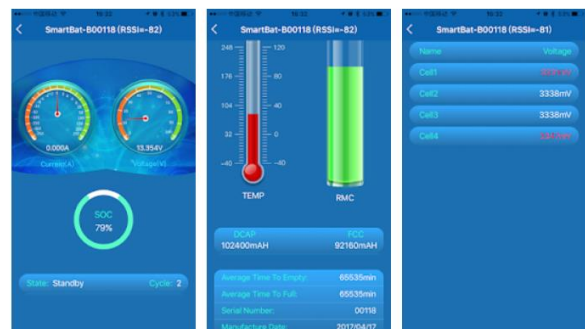 SmartBat-B00118 (RSSI=-82)
0.000A
13.354V
Current(A)
Voltage(V)
SOC
79%
State: Standby
Cycle: 2
SmartBat-B00118 (RSSI=-82)
248
120
176
80
104
40
32
0
-40
-40
TEMP
RMC
DCAP
FCC
102400mAH
92160mAH
Average Time To Empty:
65535min
Average Time To Full:
65535min
Serial Number:
00118
Manufacture Date:
2017/04/17
SmartBat-B00118 (RSSI=-81)
Name
Voltage
Cell1
Cell2
3338mV
Cell3
3338mV
Cell4